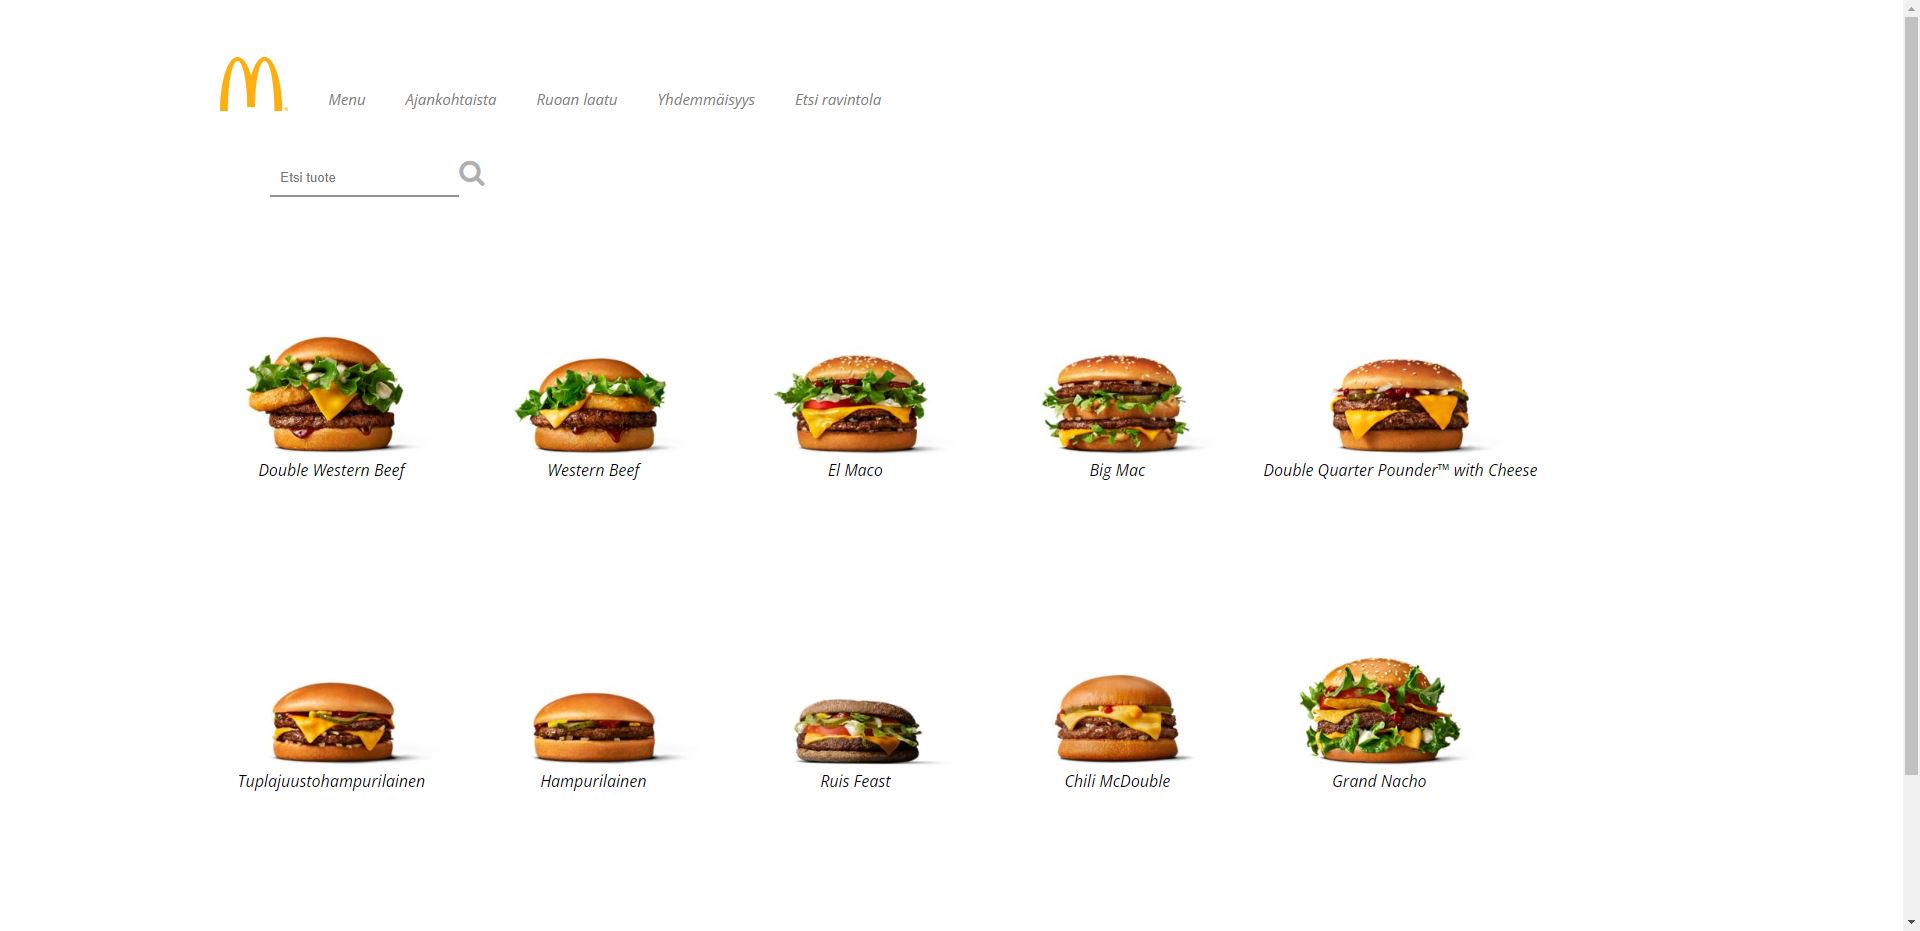 Menu
Ajankohtaista
Ruoan laatu
Yhdemmäisyys
Etsi ravintola
Etsi tuote
Double Western Beef
Western Beef
El Maco
Big Mac
Double Quarter Pounder™ with Cheese
Tuplajuustohampurilainen
Hampurilainen
Ruis Feast
Chili McDouble
Grand Nacho